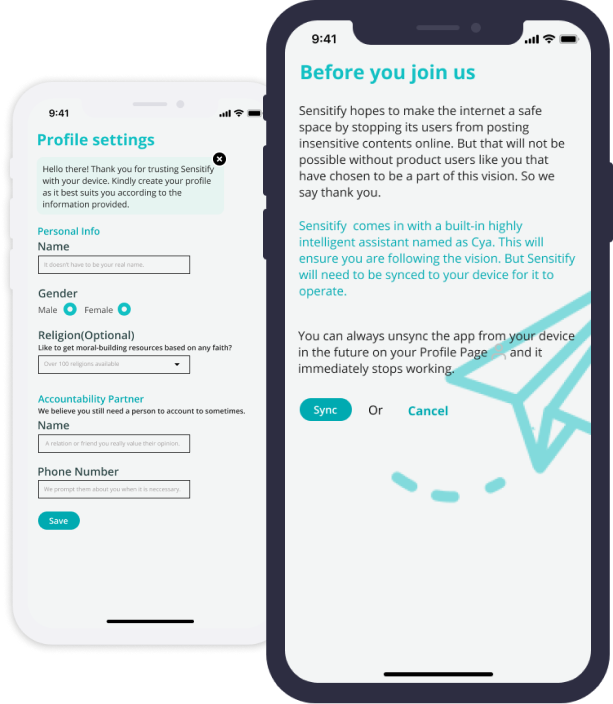 9:41
Profile settings
Hello there! Thank you for trusting Sensitify
with your device. Kindly create your profile
as it best suits you according to the
information provided.
Personal Info
Name
It doesn't have to be your real name.
Gender
Male
Female
Religion(Optional)
Like to get moral-building resources based on any faith?
Over 100 religions available
Accountability Partner
We believe you still need a person to account to sometimes.
Name
A relation or friend you really value their opinion.
Phone Number
We prompt them about you when it is neccessary.
Save
9:41
Before you join us
Sensitify hopes to make the internet a safe
space by stopping its users from posting
insensitive contents online. But that will not be
possible without product users like you that
have chosen to be a part of this vision. So we
say thank you.
Sensitify comes in with a built-in highly
intelligent assistant named as Cya. This will
ensure you are following the vision. But Sensitify
will need to be synced to your device for it to
operate.
You can always unsync the app from your device
in the future on your Profile Page and it
immediately stops working.
Sync
Or
Cancel